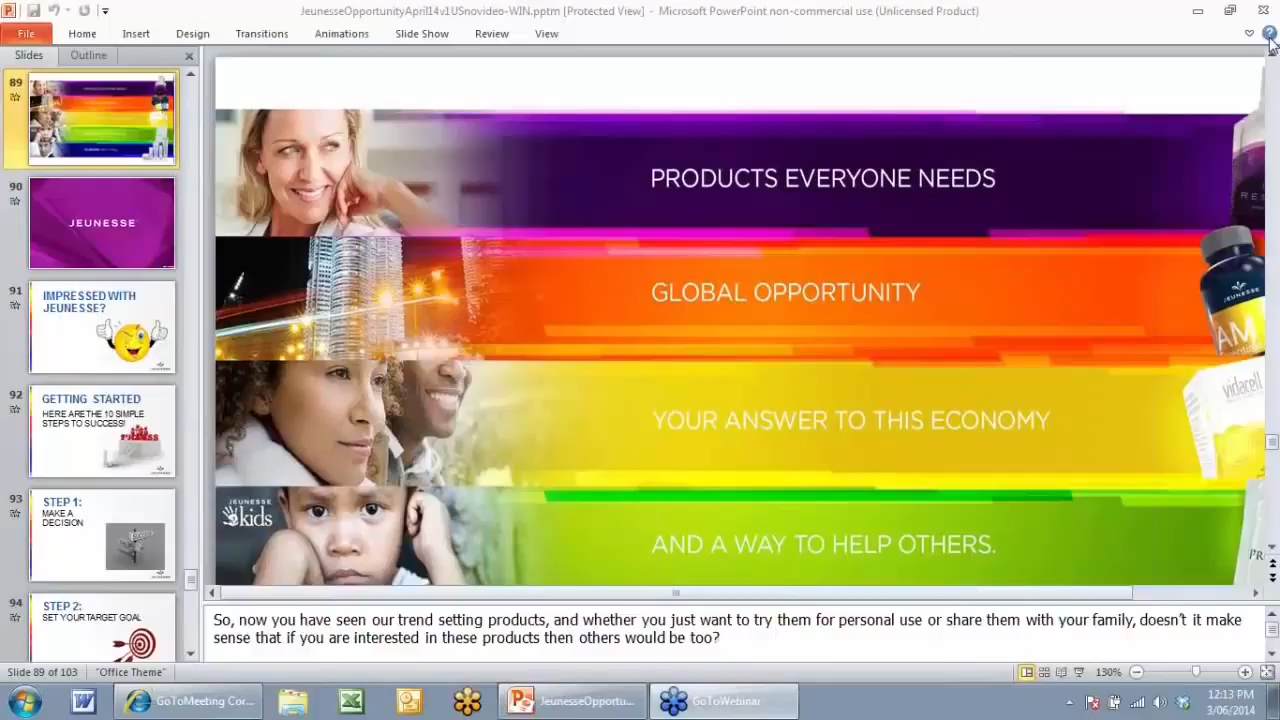 JeunesseOpportunityApril14v1USnovideo-WIN.pptm [Protected View] - Microsoft PowerPoint non-commercial use (Unlicensed Product)
File Home Insert Design Transitions Animations Slide Show Review View
Slides Outline
89
90
JEUNESSE
91
IMPRESSED WITH
JEUNESSE?
92
GETTING STARTED
HERE ARE THE 10 SIMPLE
STEPS TO SUCCESS!
93
STEP 1:
MAKE A
DECISION
94
STEP 2:
SET YOUR TARGET GOAL
PRODUCTS EVERYONE NEEDS
RES
GLOBAL OPPORTUNITY
JEUNESSE
AM
YOUR ANSWER TO THIS ECONOMY
vidacell
JEUNESSE
kids
AND A WAY TO HELP OTHERS.
PR
So, now you have seen our trend setting products, and whether you just want to try them for personal use or share them with your family, doesn't it make
sense that if you are interested in these products then others would be too?
Slide 89 of 103 "Office Theme" 130%
GoToMeeting Cor... JeunesseOpportu... GoToWebinar
12:13 PM
3/06/2014